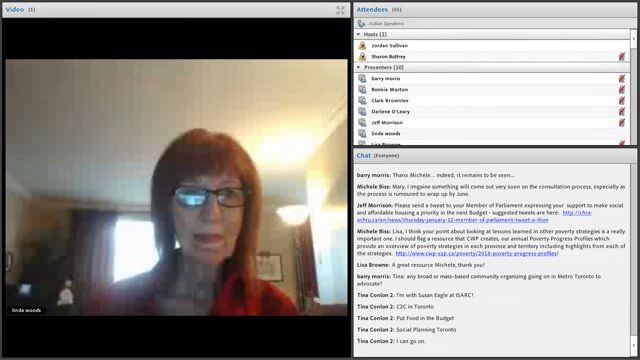 Video (1)
linda woods
Attendees (55)
Active Speakers
Hosts (2)
Jordan Sullivan
Sharon Buttrey
Presenters (10)
barry morris
Bonnie Morton
Clark Brownlee
Darlene O'Leary
Jeff Morrison
linda woods
Lisa Browne
Chat (Everyone)
barry morris: Thanx Michele... indeed, it remains to be seen...
Michele Biss: Mary, I imgaine something will come out very soon on the consultation process, especially as
the process is rumoured to wrap up by June.
Jeff Morrison: Please send a tweet to your Member of Parliament expressing your support to make social
and affordable housing a priority in the next Budget - suggested tweets are here: http://chra-
achru.ca/en/news/thursday-january-12-member-of-parliament-tweet-a-thon
Michele Biss: Lisa, I think your point about looking at lessons learned in other poverty strategies is a really
important one. I should flag a resource that CWP creates, our annual Poverty Progress Profiles which
provide an overview of poverty strategies in each province and territory including highlights from each of
the strategies. http://www.cwp-csp.ca/poverty/2016-poverty-progress-profiles/
Lisa Browne: A great resource Michele, thank you!
barry morris: Tina: any broad or mass-based community organizing going on in Metro Toronto to
advocate?
Tina Conlon 2: I'm with Susan Eagle at ISARC!
Tina Conlon 2: C2C in Toronto
Tina Conlon 2: Put Food in the Budget
Tina Conlon 2: Social Planning Toronto
Tina Conlon 2: I can go on.